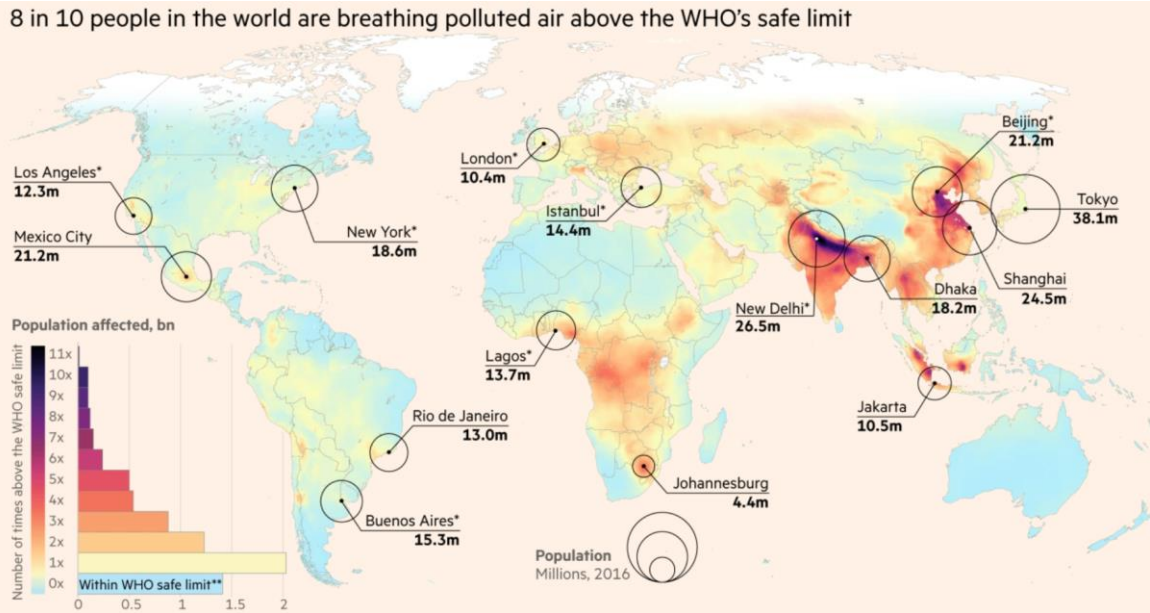 8 in 10 people in the world are breathing polluted air above the WHO’s safe limit
Los Angeles*
12.3m
Mexico City
21.2m
New York*
18.6m
London*
10.4m
Istanbul*
14.4m
Beijing*
21.2m
Tokyo
38.1m
Shanghai
24.5m
Dhaka
18.2m
New Delhi*
26.5m
Lagos*
13.7m
Jakarta
10.5m
Rio de Janeiro
13.0m
Buenos Aires*
15.3m
Johannesburg
4.4m
Population affected, bn
Number of times above the WHO safe limit
11x
10x
9x
8x
7x
6x
5x
4x
3x
2x
1x
0x
Within WHO safe limit**
0 0.5 1 1.5 2
Population
Millions, 2016